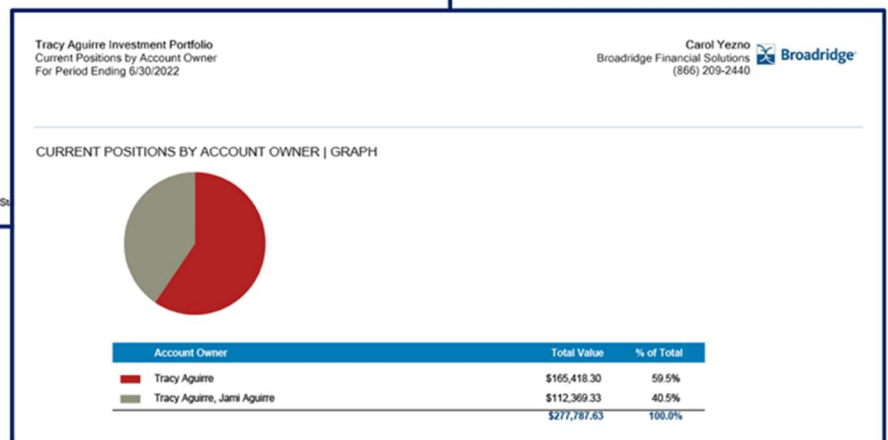 Tracy Aguirre Investment Portfolio
Current Positions by Account Owner
For Period Ending 6/30/2022
Carol Yezno
Broadridge Financial Solutions
(866) 209-2440
Broadridge
CURRENT POSITIONS BY ACCOUNT OWNER | GRAPH
Account Owner Total Value % of Total
Tracy Aguirre $165,418.30 59.5%
Tracy Aguirre, Jami Aguirre $112,369.33 40.5%
$277,787.63 100.0%